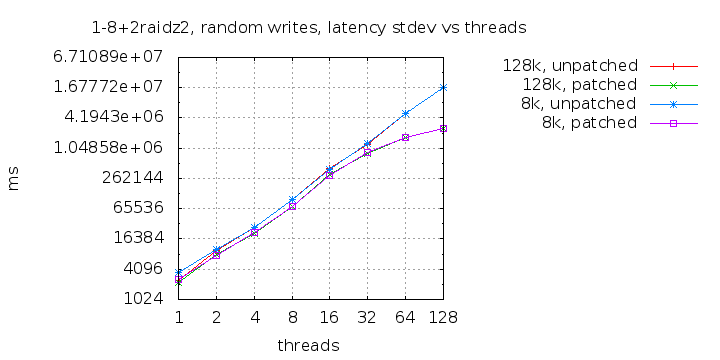 1-8+2raidz2, random writes, latency stdev vs threads
6.71089e+07
1.67772e+07
4.1943e+06
1.04858e+06
262144
65536
16384
4096
1024
ms
1 2 4 8 16 32 64 128
threads
128k, unpatched
128k, patched
8k, unpatched
8k, patched